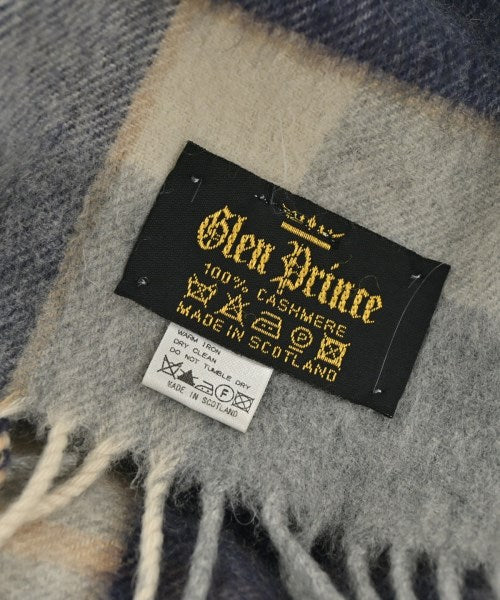 Glen Prince
100% CASHMERE
P
MADE IN SCOTLAND
WARM IRON
DRY CLEAN
DO NOT TUMBLE DRY
F
MADE IN SCOTLAND